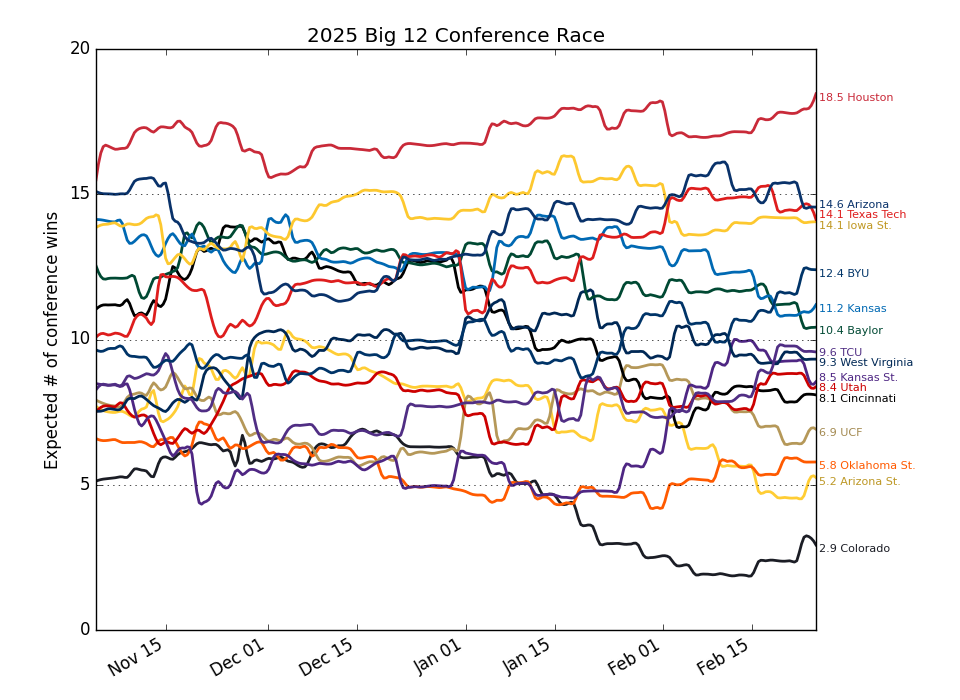 2025 Big 12 Conference Race
Expected # of conference wins
20
15
10
5
0
Nov 15
Dec 01
Dec 15
Jan 01
Jan 15
Feb 01
Feb 15
18.5 Houston
14.6 Arizona
14.1 Texas Tech
14.1 Iowa St.
12.4 BYU
11.2 Kansas
10.4 Baylor
9.6 TCU
9.3 West Virginia
8.5 Kansas St.
8.4 Utah
8.1 Cincinnati
6.9 UCF
5.8 Oklahoma St.
5.2 Arizona St.
2.9 Colorado